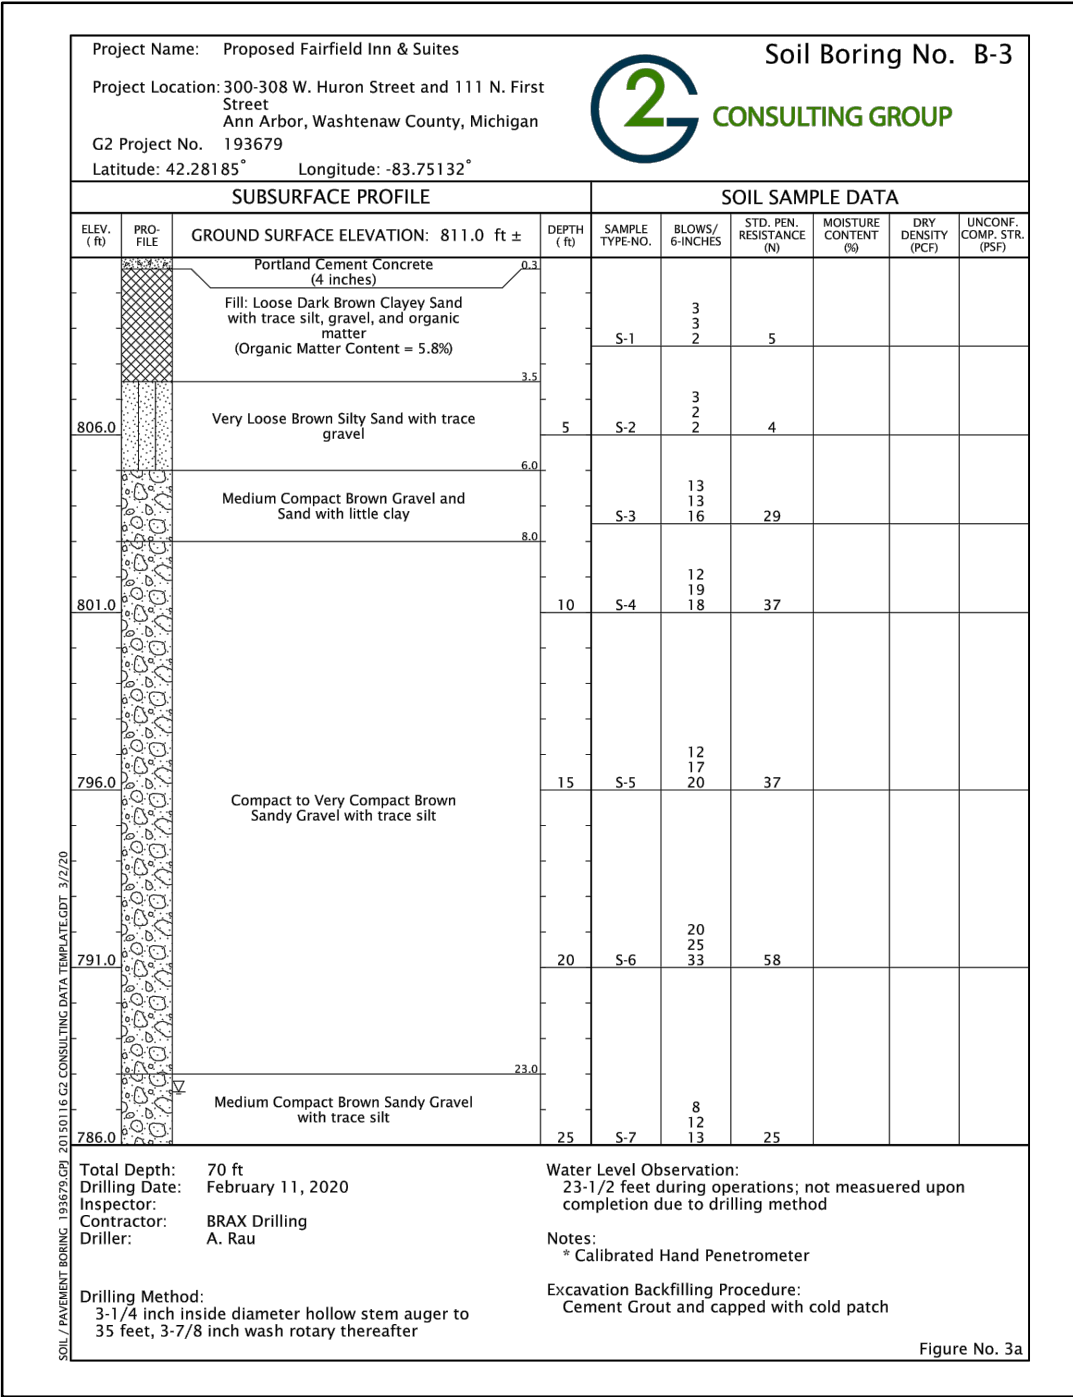 Project Name: Proposed Fairfield Inn & Suites
Project Location: 300-308 W. Huron Street and 111 N. First
Street
Ann Arbor, Washtenaw County, Michigan
G2 Project No. 193679
Latitude: 42.28185° Longitude: -83.75132°
Soil Boring No. B-3
G2 CONSULTING GROUP
SUBSURFACE PROFILE
SOIL SAMPLE DATA
ELEV. (ft)
PRO-FILE
GROUND SURFACE ELEVATION: 811.0 ft ±
DEPTH (ft)
SAMPLE TYPE-NO.
BLOWS/ 6-INCHES
STD. PEN. RESISTANCE (N)
MOISTURE CONTENT (%)
DRY DENSITY (PCF)
UNCONF. COMP. STR. (PSF)
Portland Cement Concrete 0.3
(4 inches)
Fill: Loose Dark Brown Clayey Sand
with trace silt, gravel, and organic
matter
(Organic Matter Content = 5.8%)
3
3
S-1 2 5
3.5
Very Loose Brown Silty Sand with trace
gravel
3
2
806.0 5 S-2 2 4
6.0
Medium Compact Brown Gravel and
Sand with little clay
13
13
S-3 16 29
8.0
12
19
801.0 10 S-4 18 37
12
17
796.0 15 S-5 20 37
Compact to Very Compact Brown
Sandy Gravel with trace silt
20
25
791.0 20 S-6 33 58
23.0
Medium Compact Brown Sandy Gravel
with trace silt
8
12
786.0 25 S-7 13 25
Total Depth: 70 ft
Drilling Date: February 11, 2020
Inspector:
Contractor: BRAX Drilling
Driller: A. Rau
Drilling Method:
3-1/4 inch inside diameter hollow stem auger to
35 feet, 3-7/8 inch wash rotary thereafter
Water Level Observation:
23-1/2 feet during operations; not measuered upon
completion due to drilling method
Notes:
* Calibrated Hand Penetrometer
Excavation Backfilling Procedure:
Cement Grout and capped with cold patch
Figure No. 3a
SOIL / PAVEMENT BORING 193679.GPJ 20150116 G2 CONSULTING DATA TEMPLATE.GDT 3/2/20